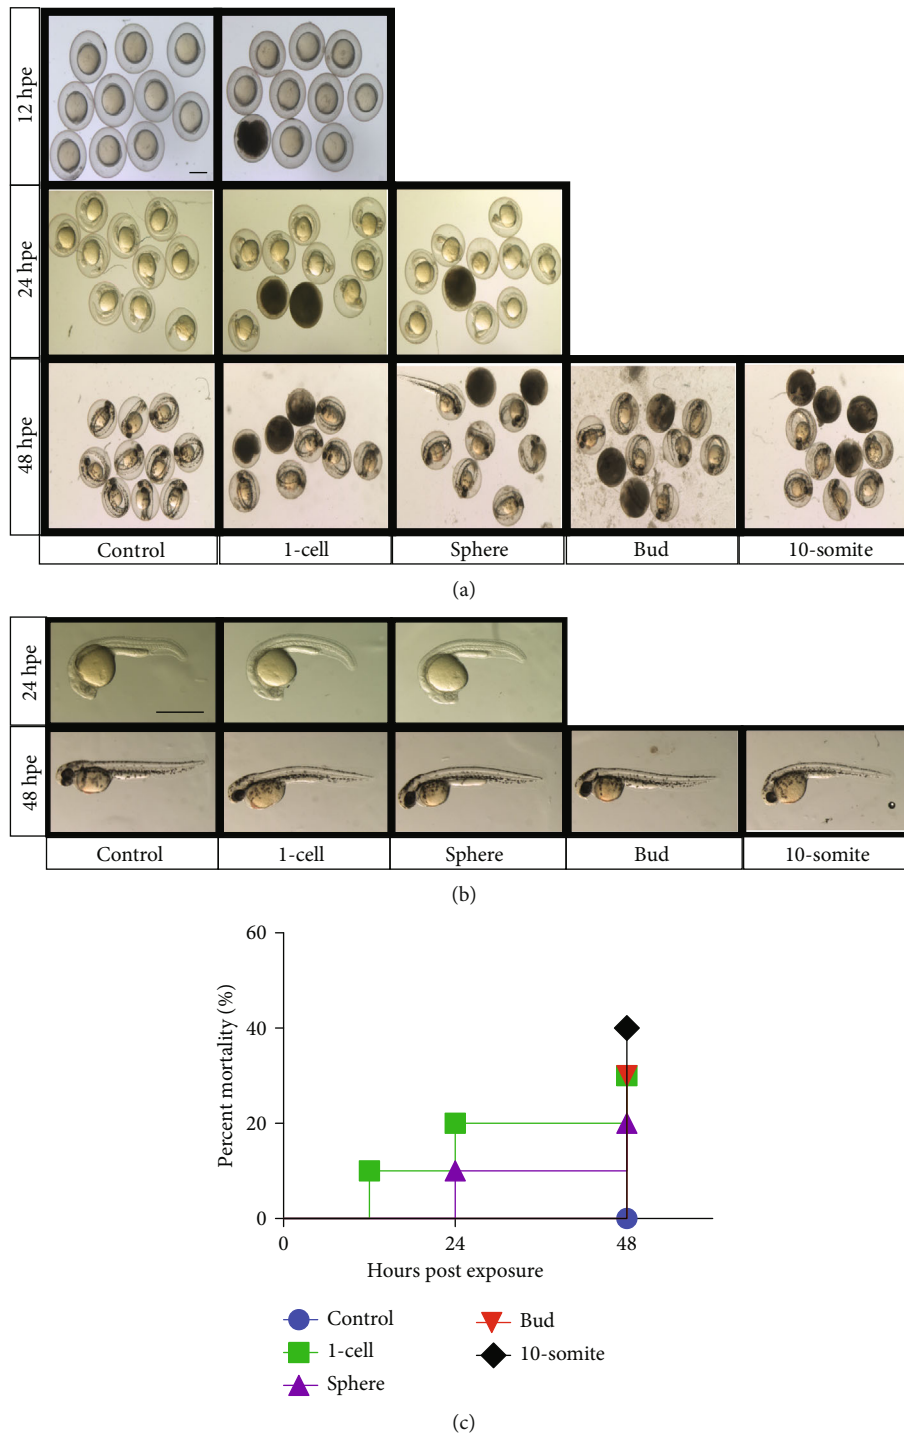 12 hpe
24 hpe
48 hpe
Control
1-cell
Sphere
Bud
10-somite
(a)
24 hpe
48 hpe
Control
1-cell
Sphere
Bud
10-somite
(b)
60
40
20
0
Percent mortality (%)
0
24
48
Hours post exposure
Control
1-cell
Sphere
Bud
10-somite
(c)